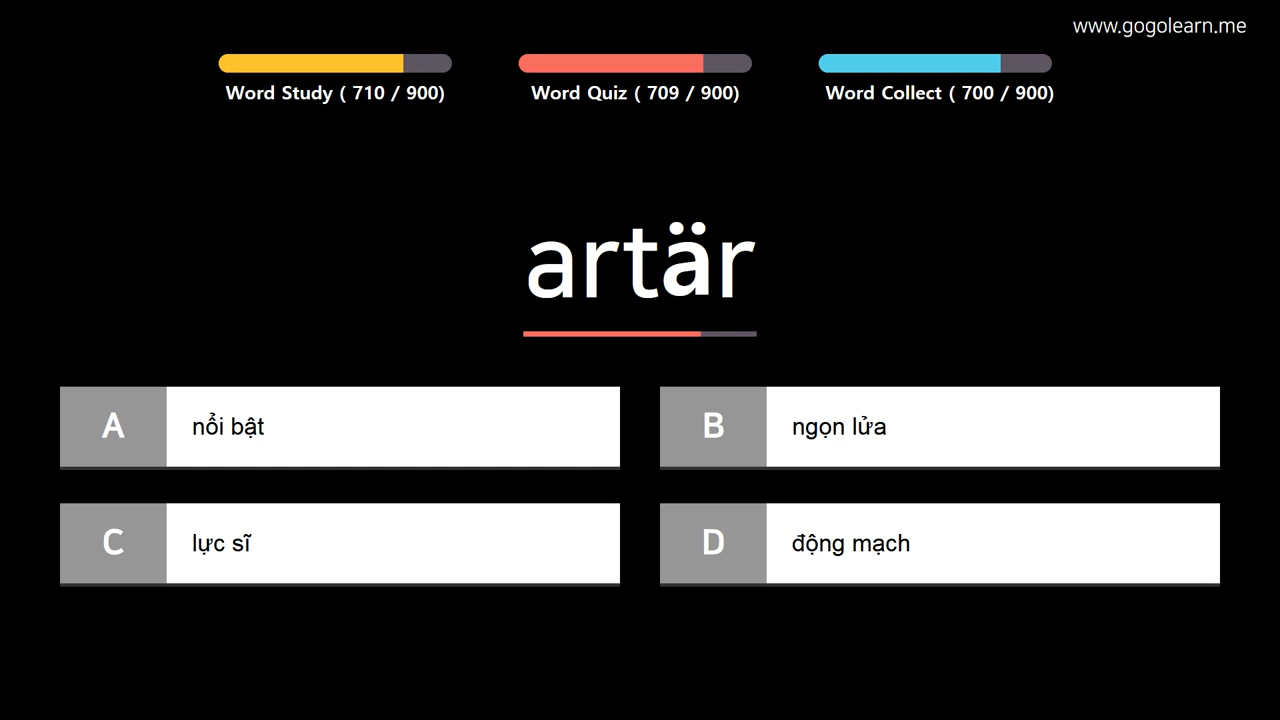 www.gogolearn.me
Word Study ( 710 / 900)
Word Quiz ( 709 / 900)
Word Collect ( 700 / 900)
artär
A nổi bật
B ngọn lửa
C lực sĩ
D động mạch